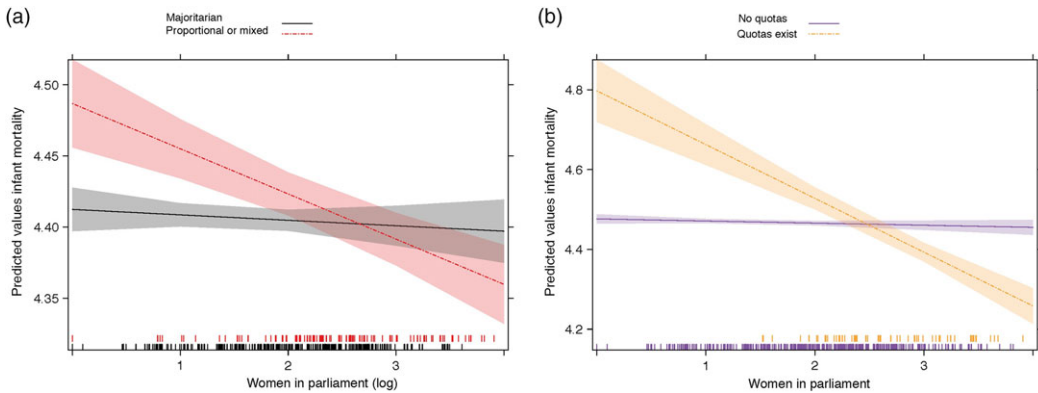 (a)
Majoritarian
Proportional or mixed
Predicted values infant mortality
4.50
4.45
4.40
4.35
1
2
3
Women in parliament (log)
(b)
No quotas
Quotas exist
Predicted values infant mortality
4.8
4.6
4.4
4.2
1
2
3
Women in parliament